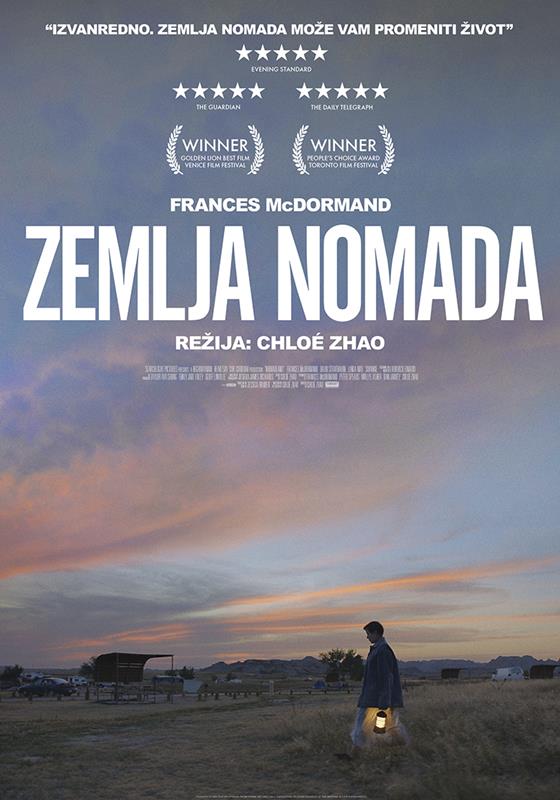 “IZVANREDNO. ZEMLJA NOMADA MOŽE VAM PROMENITI ŽIVOT”
EVENING STANDARD
THE GUARDIAN
THE DAILY TELEGRAPH
WINNER
GOLDEN LION BEST FILM
VENICE FILM FESTIVAL
WINNER
PEOPLE'S CHOICE AWARD
TORONTO FILM FESTIVAL
FRANCES McDORMAND
ZEMLJA NOMADA
REŽIJA: CHLOÉ ZHAO